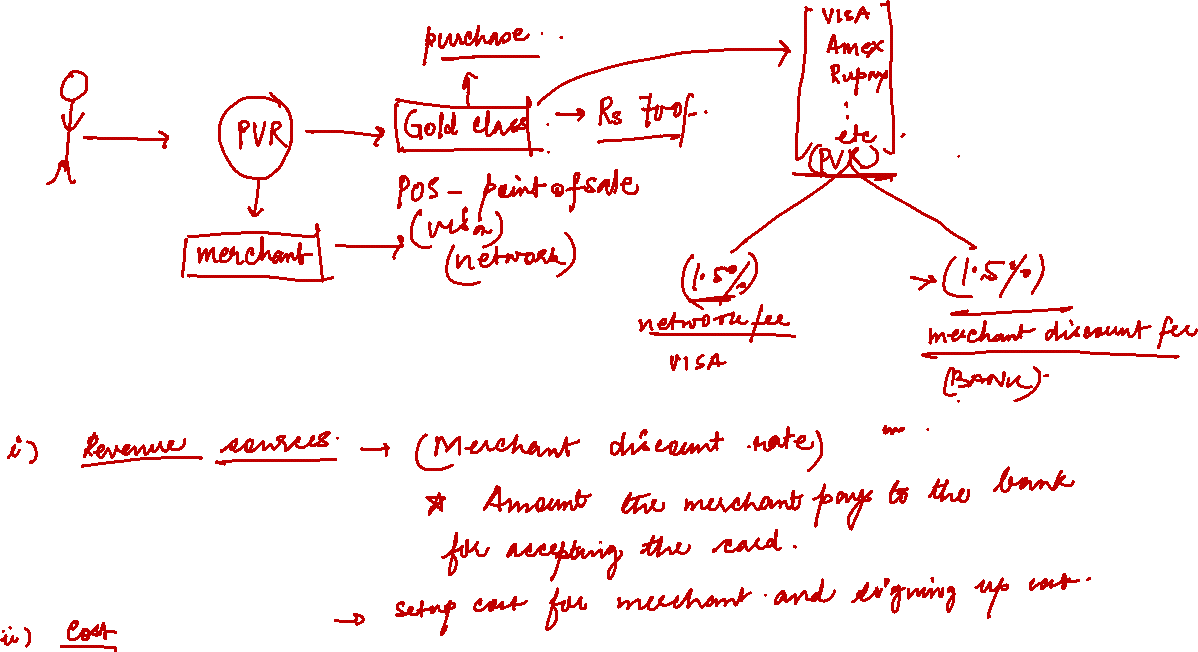 purchase ..
VISA
Amex
Rupay
:
etc.
(PVR)
PVR
Gold class
Rs 700/-
POS - point of sale
(visa)
(network)
merchant
(1.5%)
network fee
VISA
(1.5%)
merchant discount fee
(BANK)
i) Revenue sources. → (Merchant discount rate)
* Amount the merchant pays to the bank
for accepting the card.
→ setup cost for merchant and signing up cost.
ii) Cost